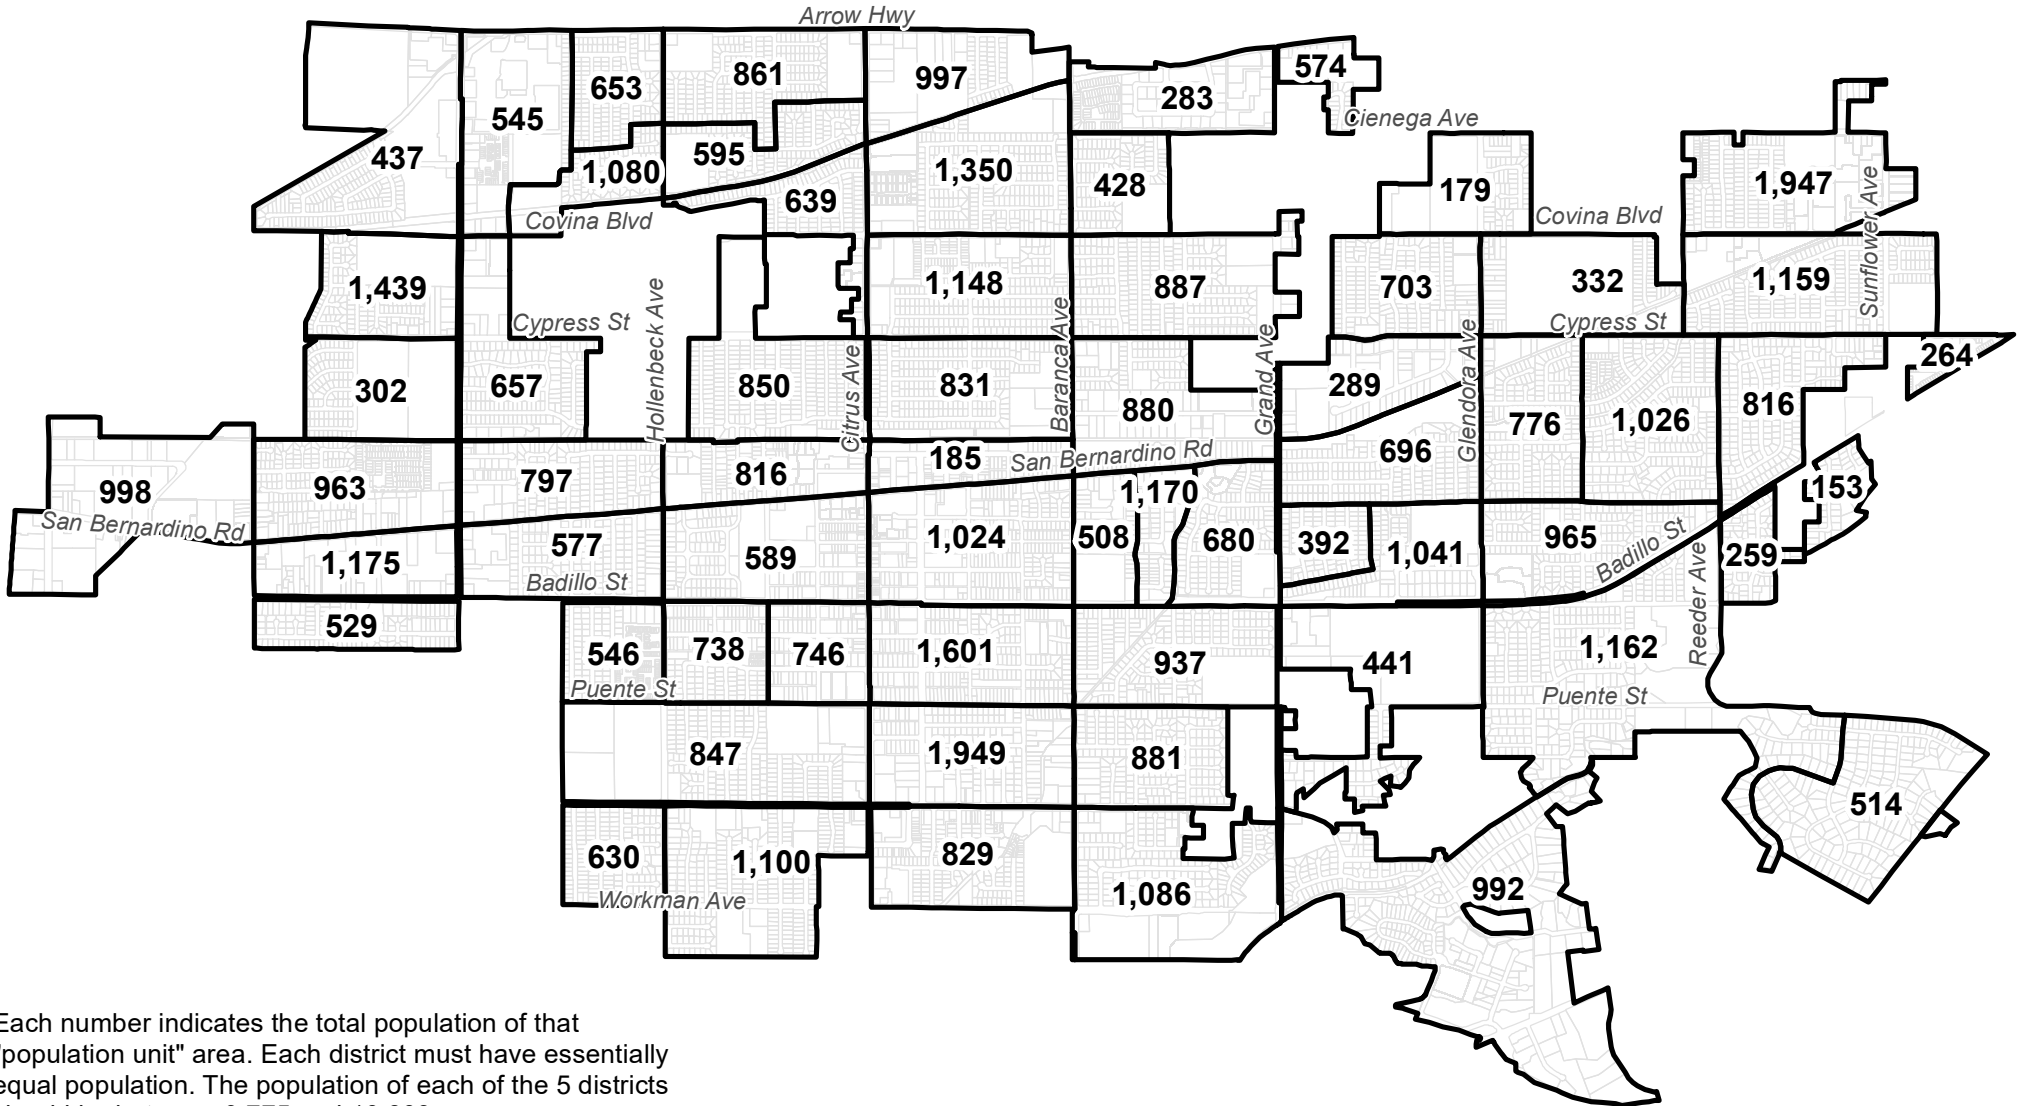 Arrow Hwy
653
861
997
574
283
545
Cienega Ave
437
1,080
595
1,350
428
639
179
1,947
Covina Blvd
Covina Blvd
Sunflower Ave
1,439
Hollenbeck Ave
1,148
887
703
332
1,159
Cypress St
Cypress St
Baranca Ave
Grand Ave
Glendora Ave
264
302
657
850
Citrus Ave
831
880
289
776
1,026
816
998
963
797
816
185
San Bernardino Rd
696
153
San Bernardino Rd
1,170
1,175
577
589
1,024
508
680
392
1,041
965
Badillo St
259
Badillo St
Reeder Ave
529
546
738
746
1,601
937
441
1,162
Puente St
Puente St
847
1,949
881
514
630
1,100
829
1,086
992
Workman Ave
Each number indicates the total population of that
"population unit" area. Each district must have essentially
equal population. The population of each of the 5 districts